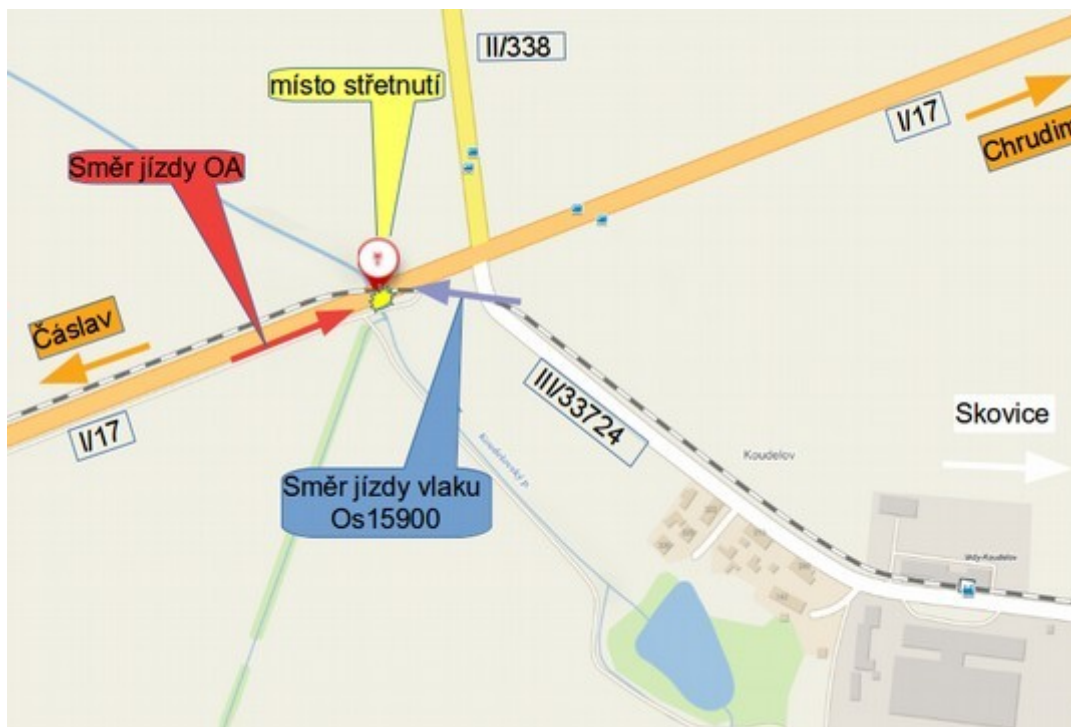 II/338
místo střetnutí
I/17
Chrudim
Směr jízdy OA
Čáslav
I/17
III/33724
Skovice
Koudelov
Koudelovský p.
Směr jízdy vlaku
Os15900